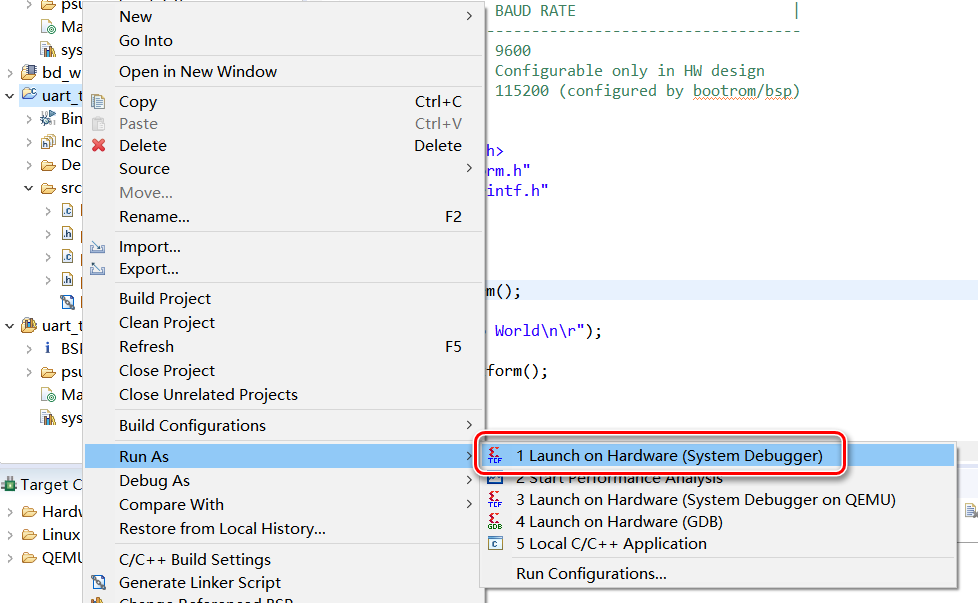 psu
Ma
sys
bd_w
uart_t
Bin
Inc
De
src
uart_t
BSI
psu
Ma
sys
Target C
Hardw
Linux
QEMU
New
Go Into
Open in New Window
Copy Ctrl+C
Paste Ctrl+V
Delete Delete
Source
Move...
Rename... F2
Import...
Export...
Build Project
Clean Project
Refresh F5
Close Project
Close Unrelated Projects
Build Configurations
Run As
Debug As
Compare With
Restore from Local History...
C/C++ Build Settings
Generate Linker Script
Change Referenced BSP
BAUD RATE |
-------------------------------
9600
Configurable only in HW design
115200 (configured by bootrom/bsp)
h>
rm.h"
intf.h"
m();
World\n\r");
form();
1 Launch on Hardware (System Debugger)
2 Start Performance Analysis
3 Launch on Hardware (System Debugger on QEMU)
4 Launch on Hardware (GDB)
5 Local C/C++ Application
Run Configurations...